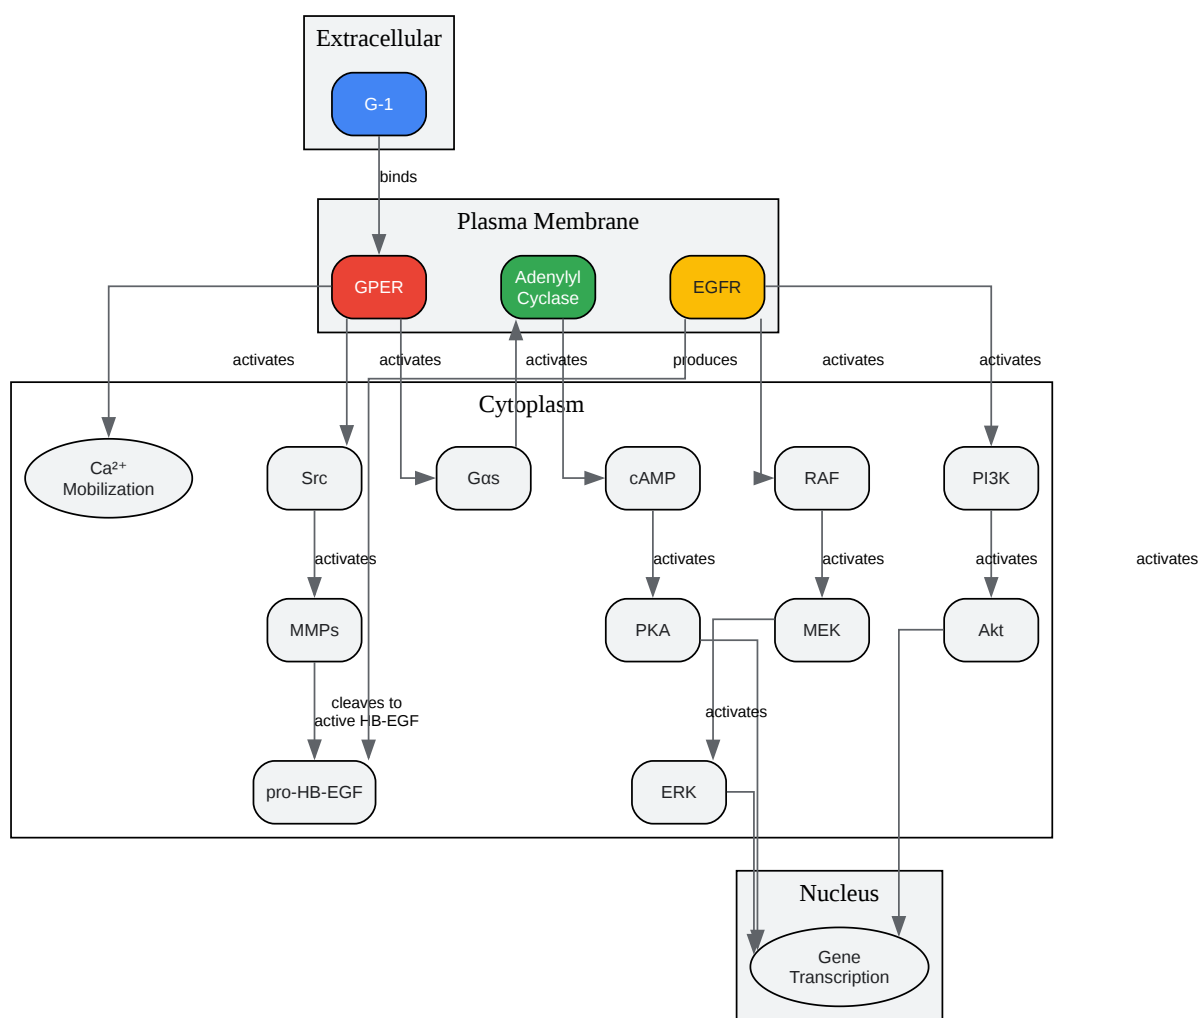 Extracellular
G-1
binds
Plasma Membrane
GPER
Adenylyl
Cyclase
EGFR
activates
activates
activates
produces
activates
activates
Cytoplasm
Ca²⁺
Mobilization
Src
Gαs
cAMP
RAF
PI3K
activates
activates
activates
activates
activates
MMPs
PKA
MEK
Akt
cleaves to
active HB-EGF
activates
pro-HB-EGF
ERK
Nucleus
Gene
Transcription